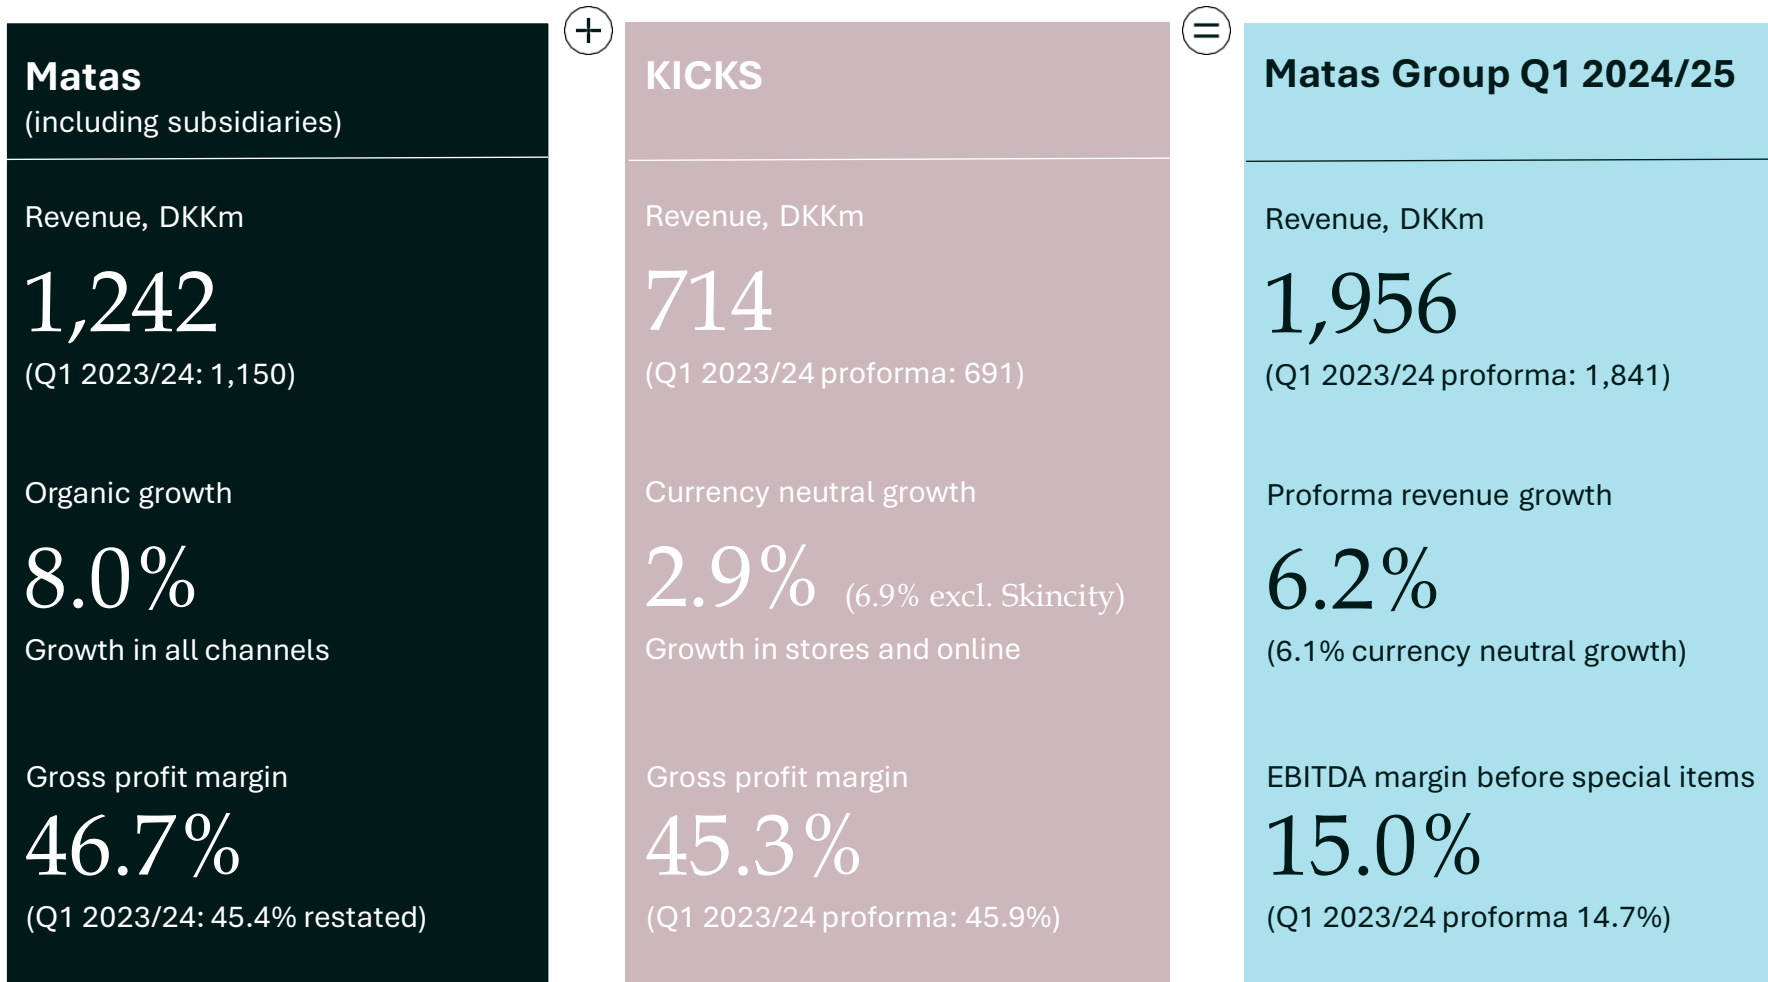 Matas
(including subsidiaries)
Revenue, DKKm
1,242
(Q1 2023/24: 1,150)
Organic growth
8.0%
Growth in all channels
Gross profit margin
46.7%
(Q1 2023/24: 45.4% restated)
+
KICKS
Revenue, DKKm
714
(Q1 2023/24 proforma: 691)
Currency neutral growth
2.9% (6.9% excl. Skincity)
Growth in stores and online
Gross profit margin
45.3%
(Q1 2023/24 proforma: 45.9%)
=
Matas Group Q1 2024/25
Revenue, DKKm
1,956
(Q1 2023/24 proforma: 1,841)
Proforma revenue growth
6.2%
(6.1% currency neutral growth)
EBITDA margin before special items
15.0%
(Q1 2023/24 proforma 14.7%)